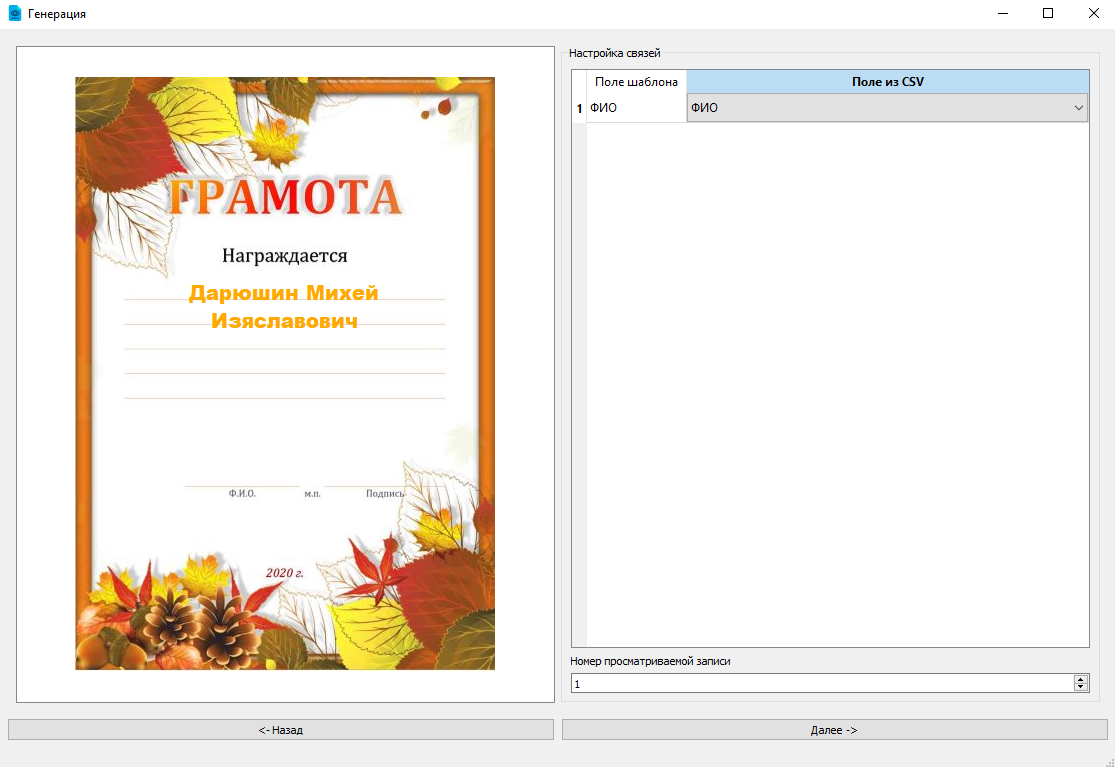 Генерация
ГРАМОТА
Награждается
Дарюшин Михей
Изяславович
Ф.И.О. м.п. Подпись
2020 г.
Настройка связей
Поле шаблона Поле из CSV
1 ФИО ФИО
Номер просматриваемой записи
1
<- Назад Далее ->